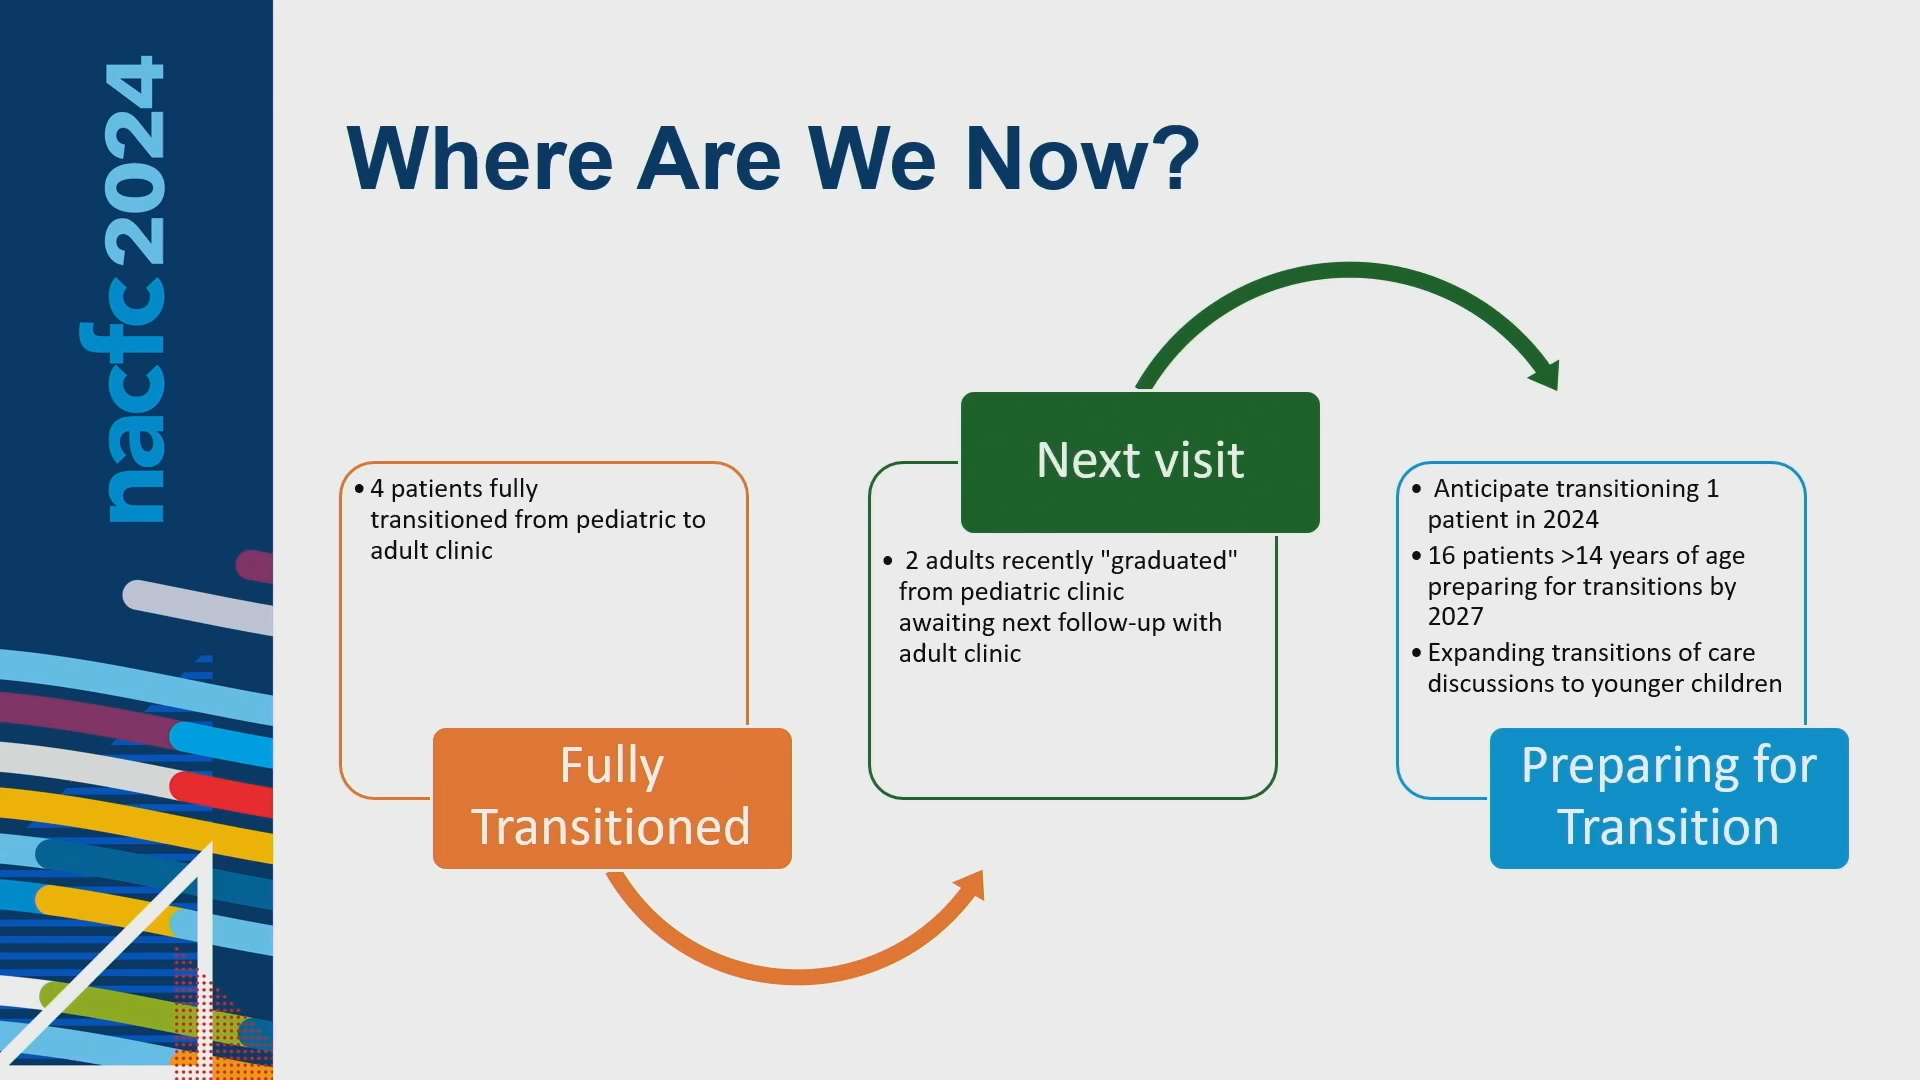 nacfc 2024
Where Are We Now?
• 4 patients fully
transitioned from pediatric to
adult clinic
Fully
Transitioned
Next visit
• 2 adults recently "graduated"
from pediatric clinic
awaiting next follow-up with
adult clinic
• Anticipate transitioning 1
patient in 2024
• 16 patients >14 years of age
preparing for transitions by
2027
• Expanding transitions of care
discussions to younger children
Preparing for
Transition